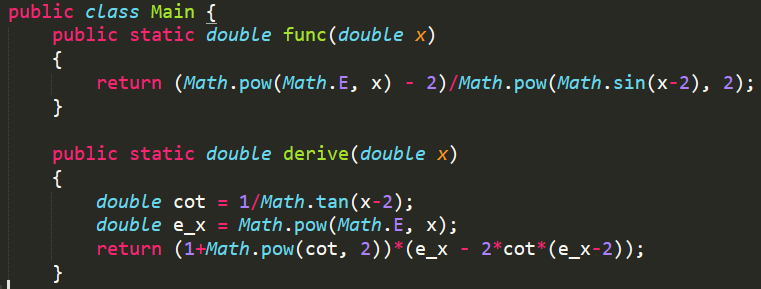 public class Main {
    public static double func(double x)
    {
        return (Math.pow(Math.E, x) - 2)/Math.pow(Math.sin(x-2), 2);
    }

    public static double derive(double x)
    {
        double cot = 1/Math.tan(x-2);
        double e_x = Math.pow(Math.E, x);
        return (1+Math.pow(cot, 2))*(e_x - 2*cot*(e_x-2));
    }